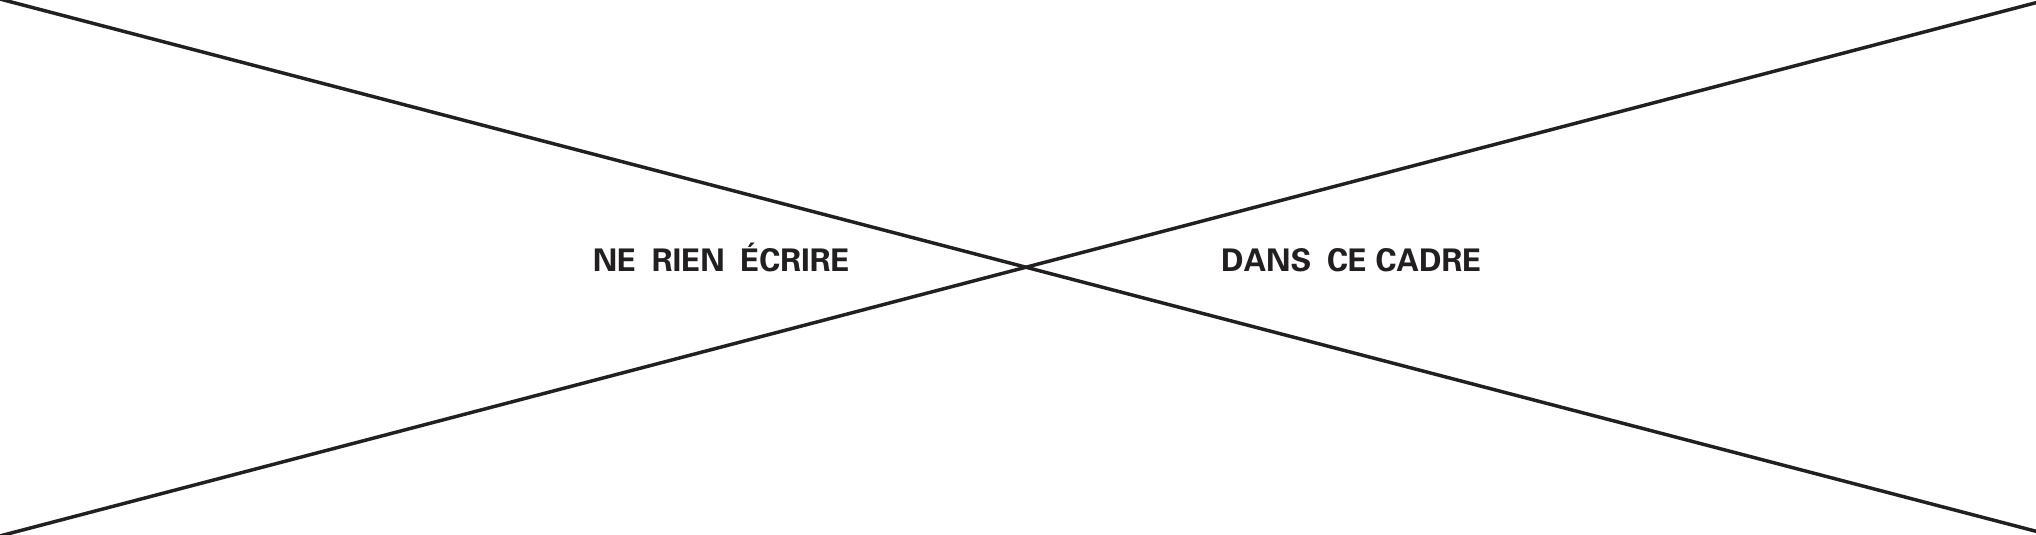 NE RIEN ÉCRIRE DANS CE CADRE